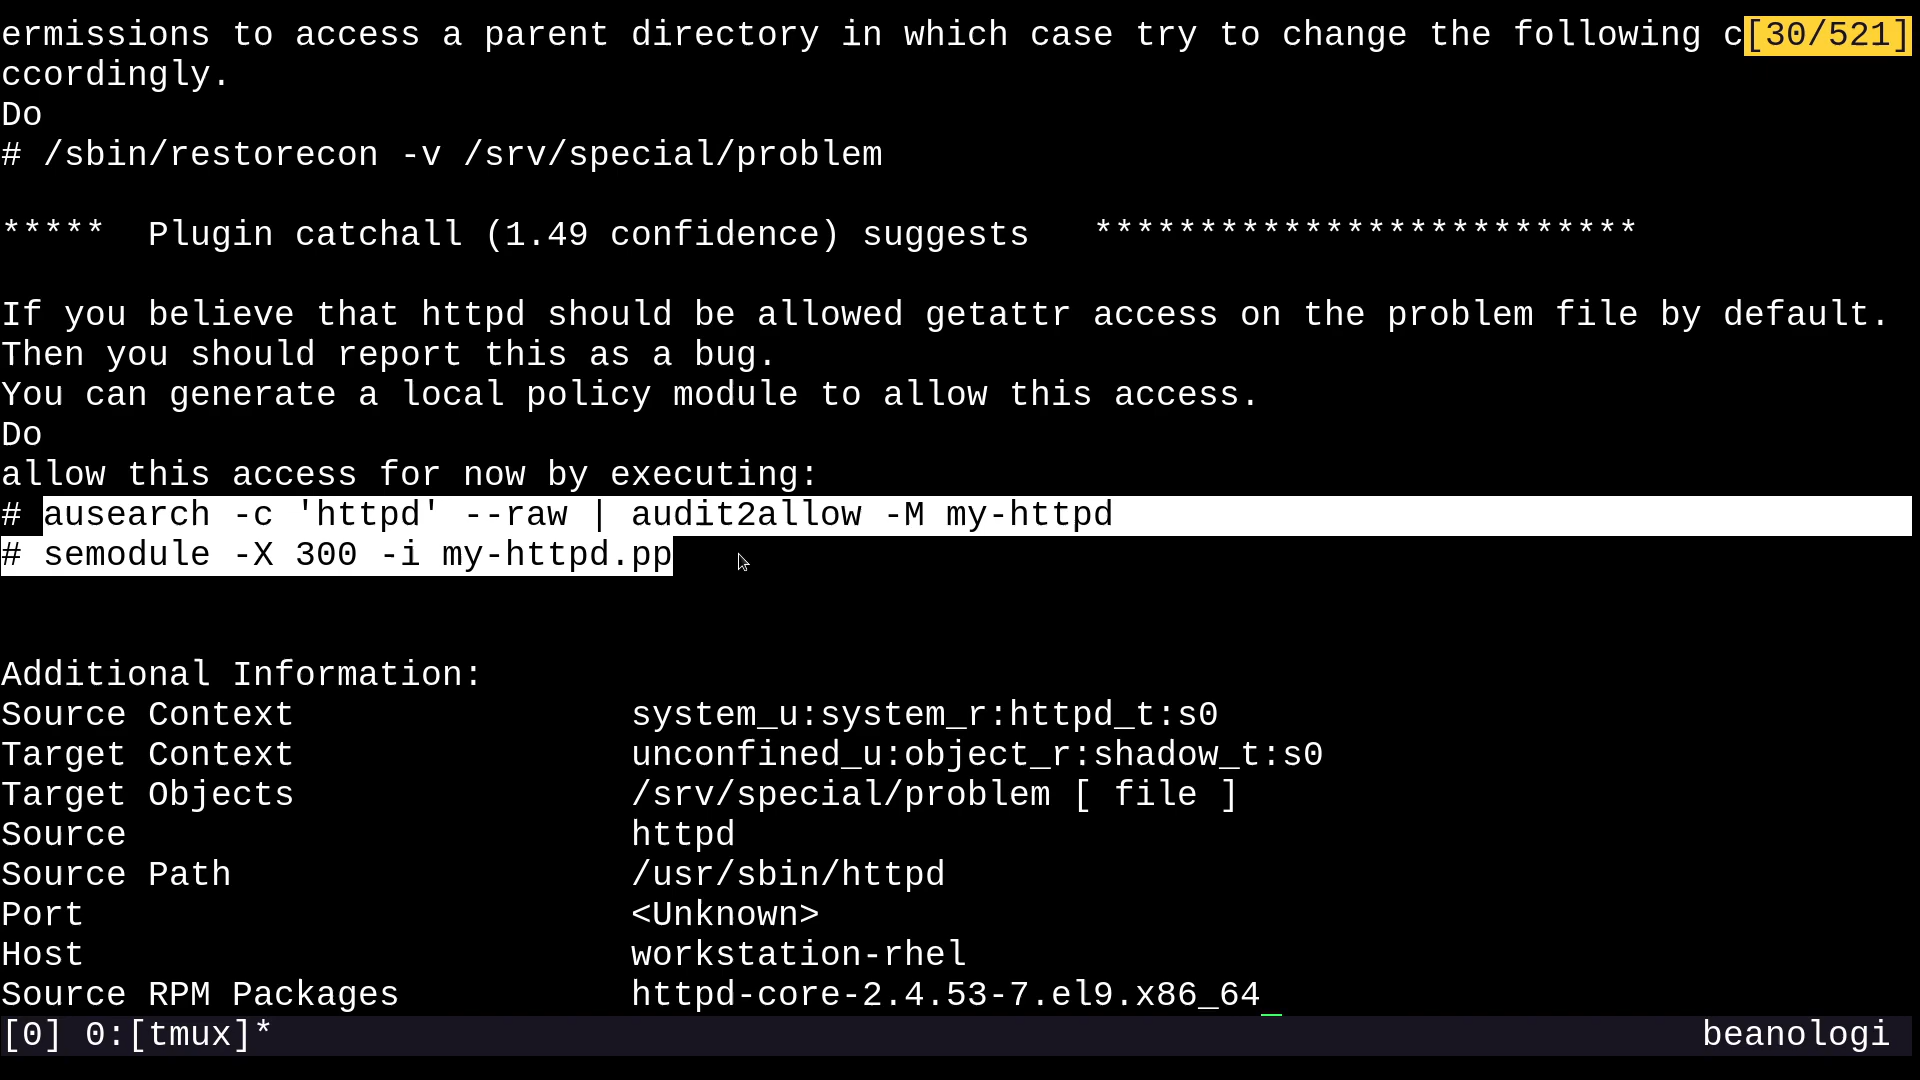 ermissions to access a parent directory in which case try to change the following c[30/521]
ccordingly.
Do
# /sbin/restorecon -v /srv/special/problem
*****  Plugin catchall (1.49 confidence) suggests   **************************
If you believe that httpd should be allowed getattr access on the problem file by default.
Then you should report this as a bug.
You can generate a local policy module to allow this access.
Do
allow this access for now by executing:
# ausearch -c 'httpd' --raw | audit2allow -M my-httpd
# semodule -X 300 -i my-httpd.pp
Additional Information:
Source Context                system_u:system_r:httpd_t:s0
Target Context                unconfined_u:object_r:shadow_t:s0
Target Objects                /srv/special/problem [ file ]
Source                        httpd
Source Path                   /usr/sbin/httpd
Port                          <Unknown>
Host                          workstation-rhel
Source RPM Packages           httpd-core-2.4.53-7.el9.x86_64
[0] 0:[tmux]* beanologi